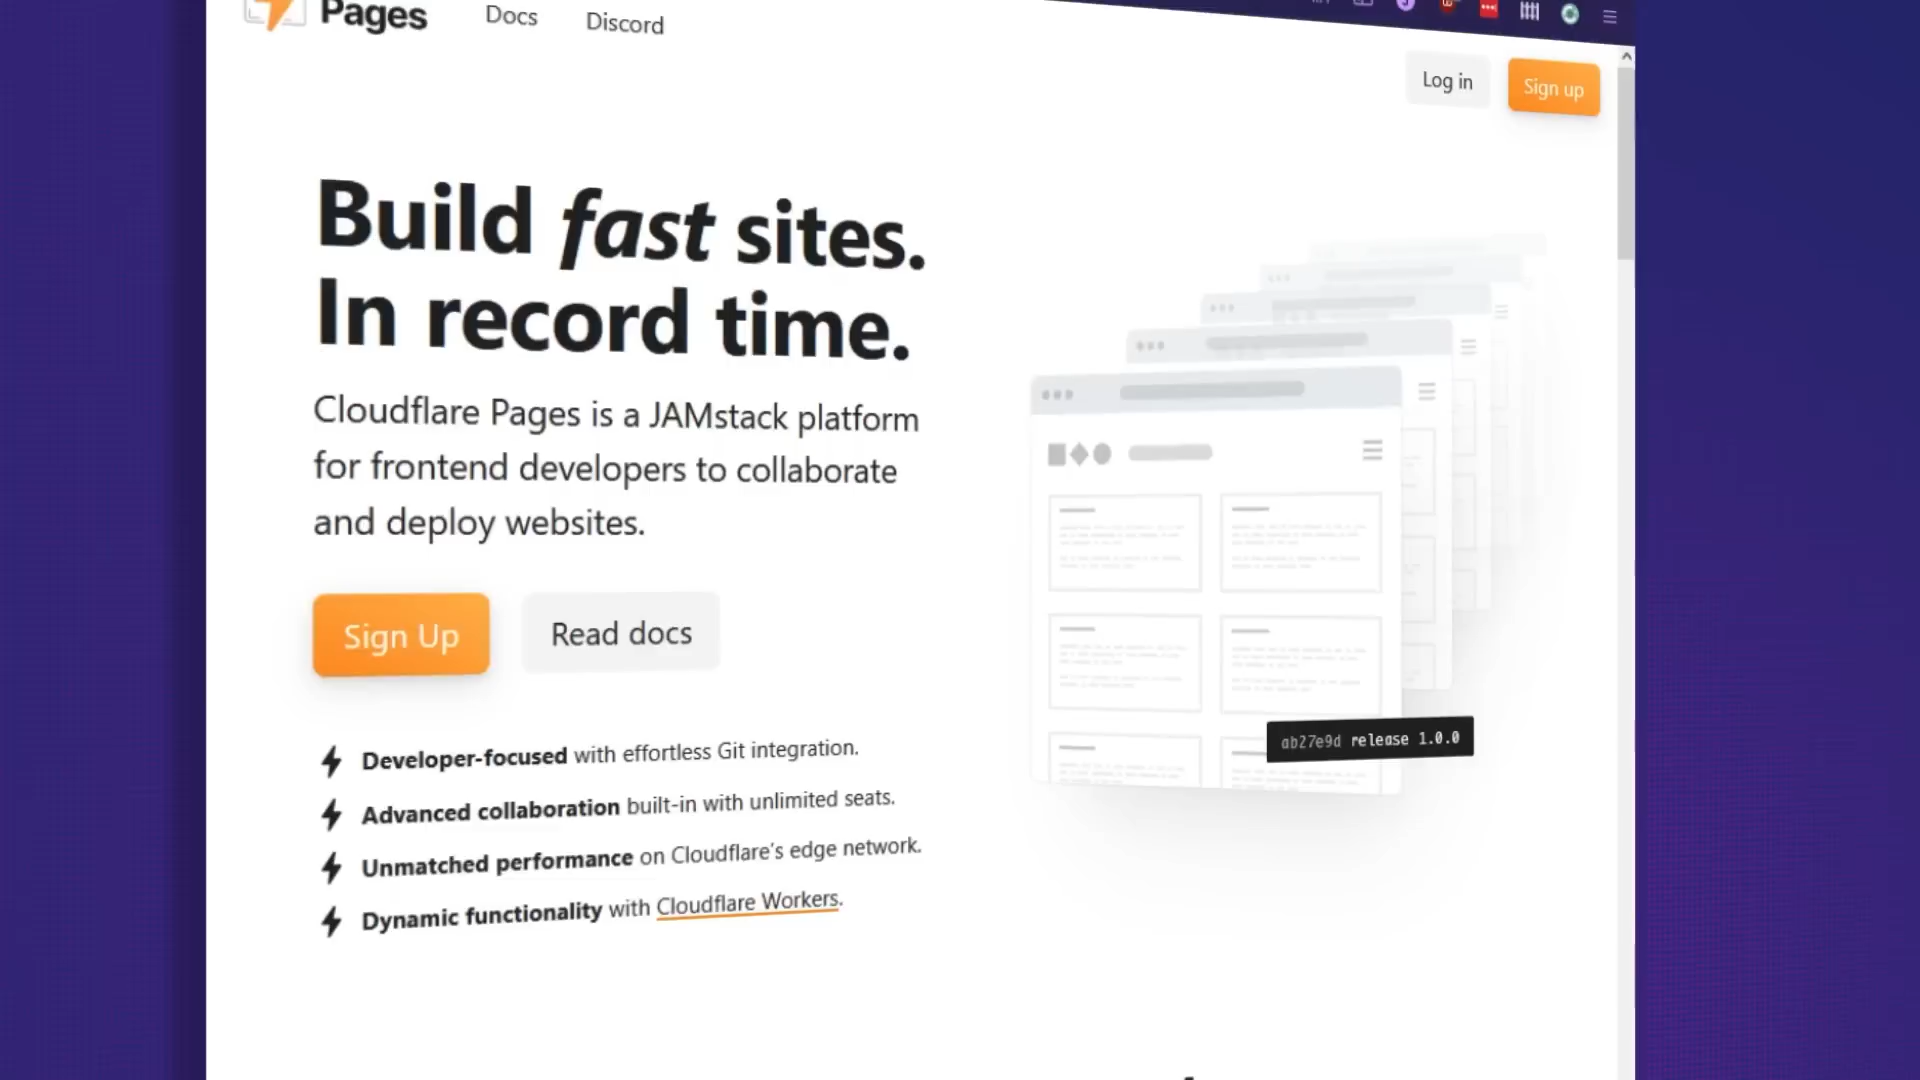 Pages
Docs
Discord
Log in
Sign up
Build fast sites.
In record time.
Cloudflare Pages is a JAMstack platform
for frontend developers to collaborate
and deploy websites.
Sign Up
Read docs
Developer-focused with effortless Git integration.
Advanced collaboration built-in with unlimited seats.
Unmatched performance on Cloudflare's edge network.
Dynamic functionality with Cloudflare Workers.
ab27e9d release 1.0.0